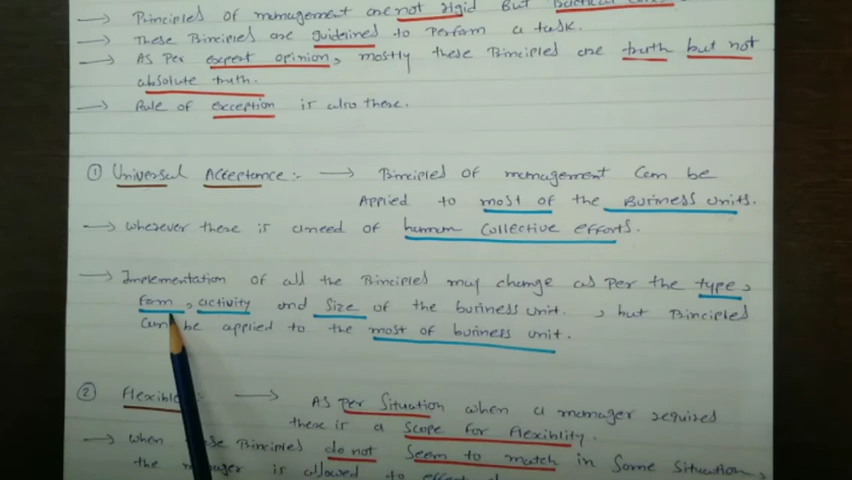 → Principles of management are not rigid But
→ These Principles are guidelined to Perform a task.
→ As per expert opinion, mostly these Principles are truth but not
absolute truth.
→ Rule of exception is also there.
① Universal Acceptance:- → Principles of management Can be
Applied to most of the Business units.
→ wherever there is a need of human Collective efforts.
→ Implementation of all the Principles may change as per the type,
form, activity and Size of the business unit., but Principles
Can be applied to the most of business unit.
② Flexible → As per Situation when a manager required
there is a Scope for flexiblity.
→ when Principles do not Seem to match in Some Situation,
the manager is allowed to